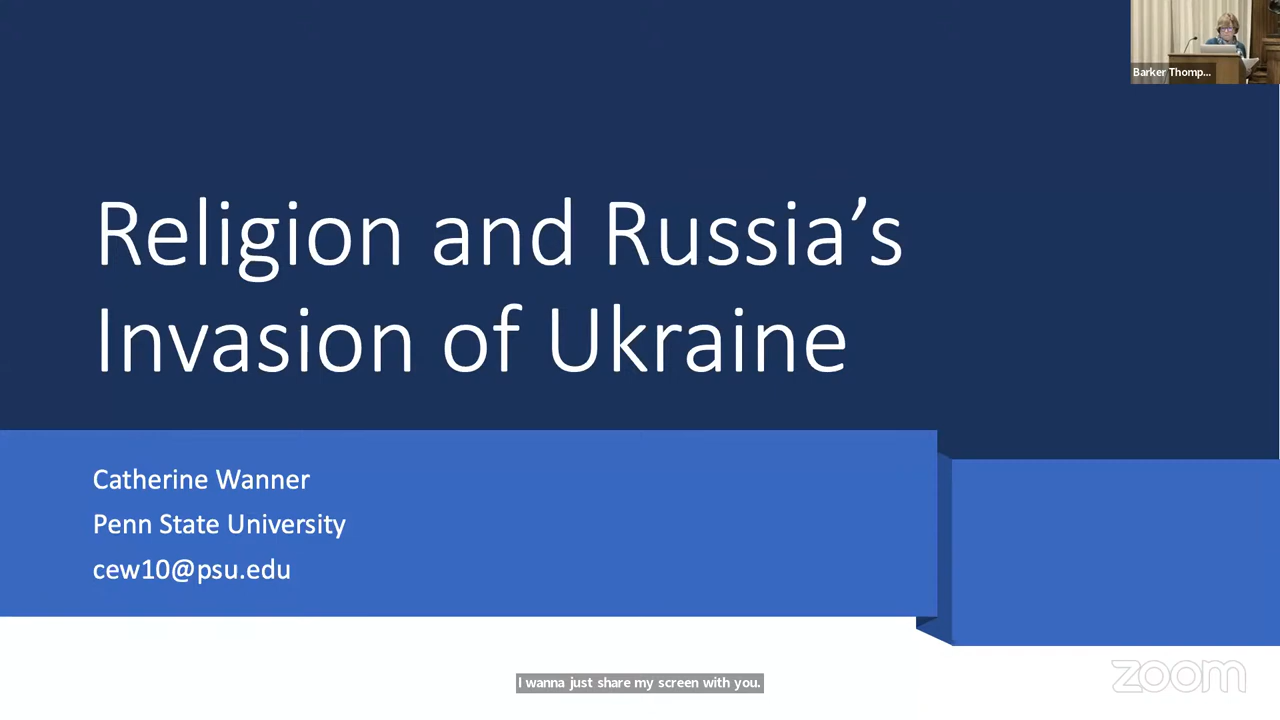 Barker Thomp...
Religion and Russia’s
Invasion of Ukraine
Catherine Wanner
Penn State University
cew10@psu.edu
I wanna just share my screen with you.
zoom